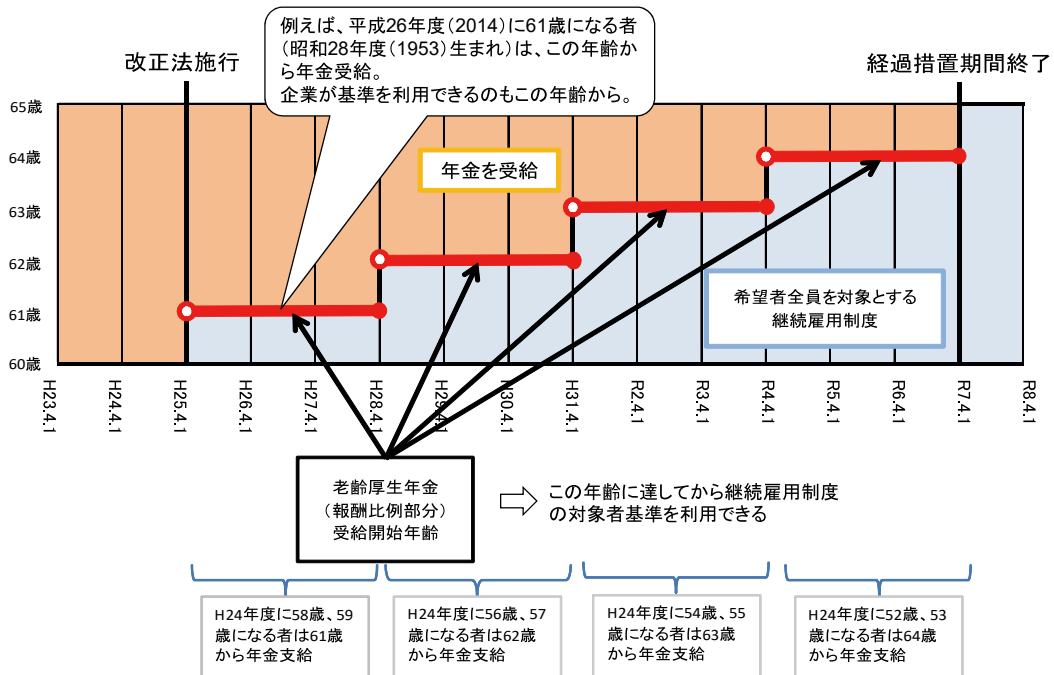 例えば、平成26年度(2014)に61歳になる者
(昭和28年度(1953)生まれ)は、この年齢か
ら年金受給。
企業が基準を利用できるのもこの年齢から。
改正法施行
経過措置期間終了
65歳
64歳
63歳
62歳
61歳
60歳
年金を受給
希望者全員を対象とする
継続雇用制度
H23.4.1
H24.4.1
H25.4.1
H26.4.1
H27.4.1
H28.4.1
H29.4.1
H30.4.1
H31.4.1
R2.4.1
R3.4.1
R4.4.1
R5.4.1
R6.4.1
R7.4.1
R8.4.1
老齢厚生年金
(報酬比例部分)
受給開始年齢
この年齢に達してから継続雇用制度
の対象者基準を利用できる
H24年度に58歳、59
歳になる者は61歳
から年金支給
H24年度に56歳、57
歳になる者は62歳
から年金支給
H24年度に54歳、55
歳になる者は63歳
から年金支給
H24年度に52歳、53
歳になる者は64歳
から年金支給